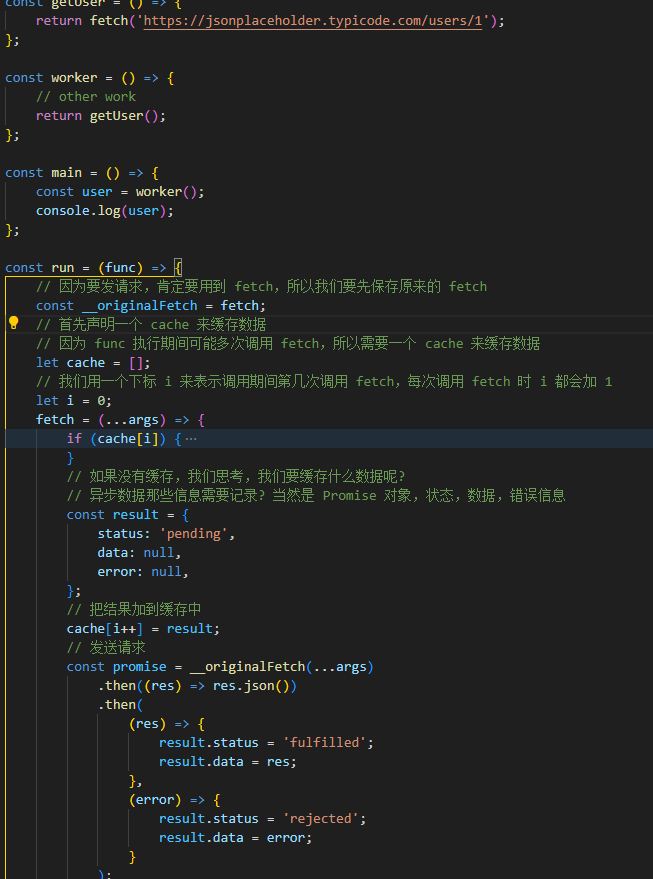 const getUser = () => {
    return fetch('https://jsonplaceholder.typicode.com/users/1');
};

const worker = () => {
    // other work
    return getUser();
};

const main = () => {
    const user = worker();
    console.log(user);
};

const run = (func) => {
    // 因为要发请求，肯定要用到 fetch，所以我们要先保存原来的 fetch
    const __originalFetch = fetch;
    // 首先声明一个 cache 来缓存数据
    // 因为 func 执行期间可能多次调用 fetch，所以需要一个 cache 来缓存数据
    let cache = [];
    // 我们用一个下标 i 来表示调用期间第几次调用 fetch，每次调用 fetch 时 i 都会加 1
    let i = 0;
    fetch = (...args) => {
        if (cache[i]) {⋯
        }
        // 如果没有缓存，我们思考，我们要缓存什么数据呢?
        // 异步数据那些信息需要记录? 当然是 Promise 对象，状态，数据，错误信息
        const result = {
            status: 'pending',
            data: null,
            error: null,
        };
        // 把结果加到缓存中
        cache[i++] = result;
        // 发送请求
        const promise = __originalFetch(...args)
            .then((res) => res.json())
            .then(
                (res) => {
                    result.status = 'fulfilled';
                    result.data = res;
                },
                (error) => {
                    result.status = 'rejected';
                    result.data = error;
                }
            );